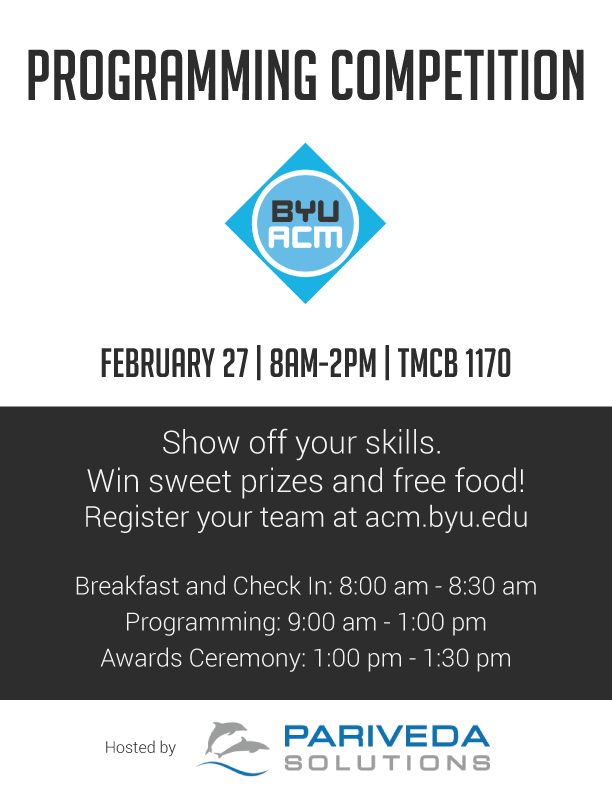 PROGRAMMING COMPETITION
BYU
ACM
FEBRUARY 27 | 8AM-2PM | TMCB 1170
Show off your skills.
Win sweet prizes and free food!
Register your team at acm.byu.edu
Breakfast and Check In: 8:00 am - 8:30 am
Programming: 9:00 am - 1:00 pm
Awards Ceremony: 1:00 pm - 1:30 pm
Hosted by
PARIVEDA
SOLUTIONS